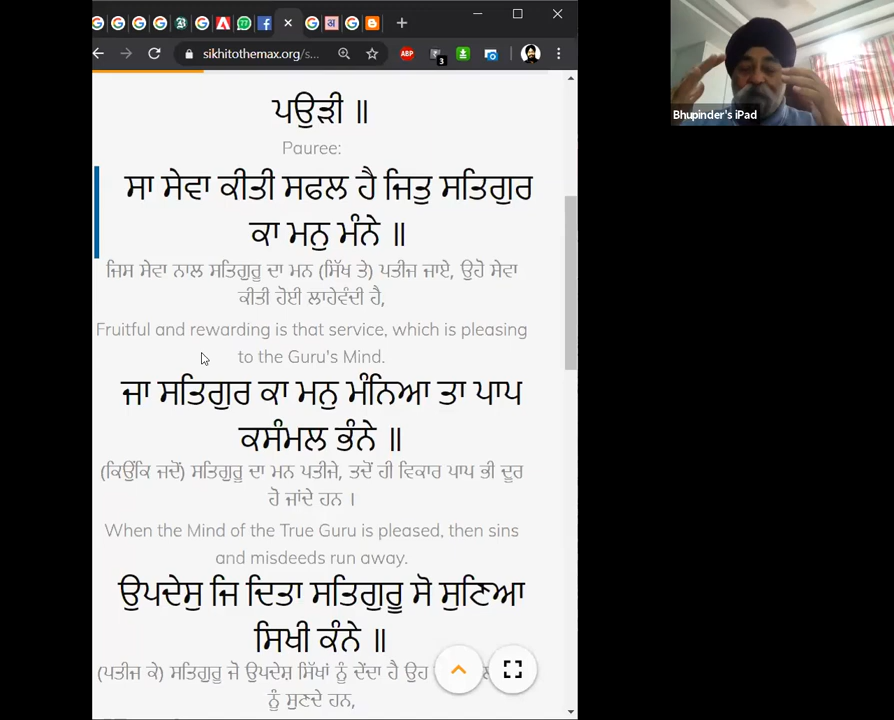 अ
77
sikhitothemax.org/s...
ABP
3
ਪਉੜੀ ॥
Pauree:
ਸਾ ਸੇਵਾ ਕੀਤੀ ਸਫਲ ਹੈ ਜਿਤੁ ਸਤਿਗੁਰ
ਕਾ ਮਨੁ ਮੰਨੇ ॥
ਜਿਸ ਸੇਵਾ ਨਾਲ ਸਤਿਗੁਰੂ ਦਾ ਮਨ (ਸਿੱਖ ਤੇ) ਪਤੀਜ ਜਾਏ, ਉਹੋ ਸੇਵਾ
ਕੀਤੀ ਹੋਈ ਲਾਹੇਵੰਦੀ ਹੈ,
Fruitful and rewarding is that service, which is pleasing
to the Guru's Mind.
ਜਾ ਸਤਿਗੁਰ ਕਾ ਮਨੁ ਮੰਨਿਆ ਤਾ ਪਾਪ
ਕਸੰਮਲ ਭੰਨੇ ॥
(ਕਿਉਂਕਿ ਜਦੋਂ) ਸਤਿਗੁਰੂ ਦਾ ਮਨ ਪਤੀਜੇ, ਤਦੋਂ ਹੀ ਵਿਕਾਰ ਪਾਪ ਭੀ ਦੂਰ
ਹੋ ਜਾਂਦੇ ਹਨ ।
When the Mind of the True Guru is pleased, then sins
and misdeeds run away.
ਉਪਦੇਸੁ ਜਿ ਦਿਤਾ ਸਤਿਗੁਰੂ ਸੋ ਸੁਣਿਆ
ਸਿਖੀ ਕੰਨੇ ॥
(ਪਤੀਜ ਕੇ) ਸਤਿਗੁਰੂ ਜੋ ਉਪਦੇਸ਼ ਸਿੱਖਾਂ ਨੂੰ ਦੇਂਦਾ ਹੈ ਉਹ
ਨੂੰ ਸੁਣਦੇ ਹਨ,
Bhupinder's iPad